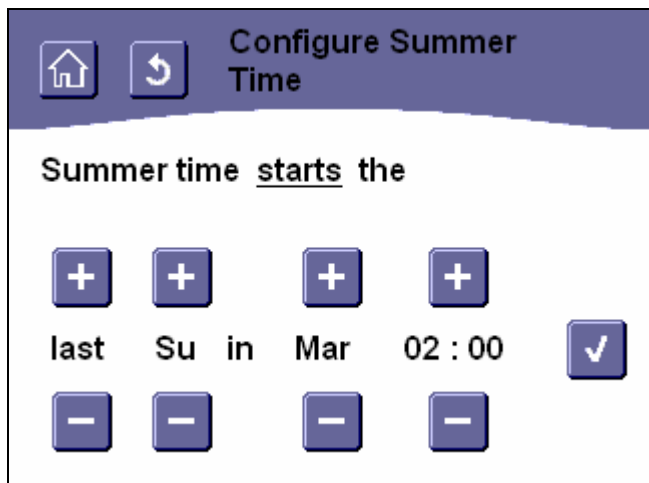 Configure Summer
Time
Summer time starts the
+ + + +
last Su in Mar 02 : 00
− − − −